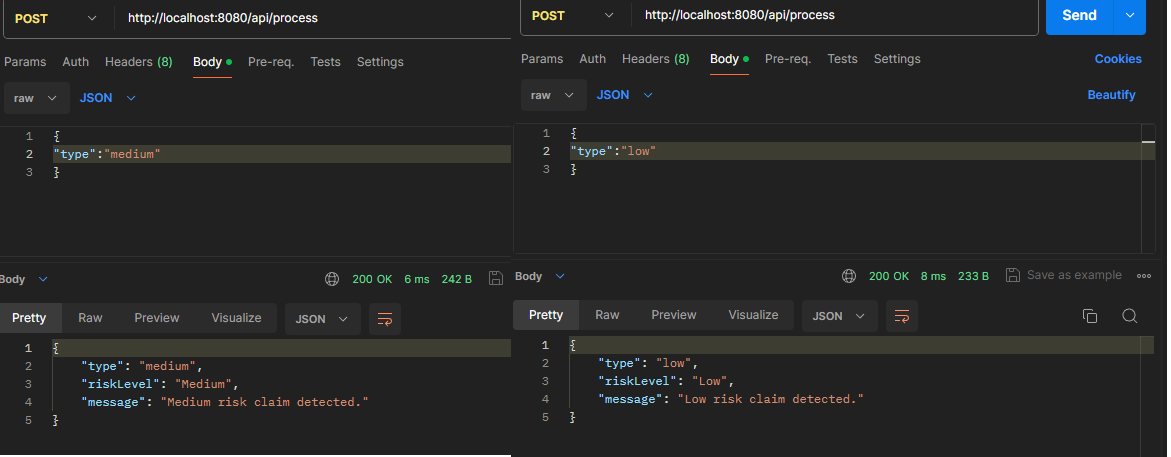 POST http://localhost:8080/api/process
Params Auth Headers (8) Body Pre-req. Tests Settings
raw JSON
1 {
2 "type":"medium"
3 }
Body 200 OK 6 ms 242 B
Pretty Raw Preview Visualize JSON
1 {
2 "type": "medium",
3 "riskLevel": "Medium",
4 "message": "Medium risk claim detected."
5 }
POST http://localhost:8080/api/process Send
Params Auth Headers (8) Body Pre-req. Tests Settings Cookies
raw JSON Beautify
1 {
2 "type":"low"
3 }
Body 200 OK 8 ms 233 B Save as example
Pretty Raw Preview Visualize JSON
1 {
2 "type": "low",
3 "riskLevel": "Low",
4 "message": "Low risk claim detected."
5 }